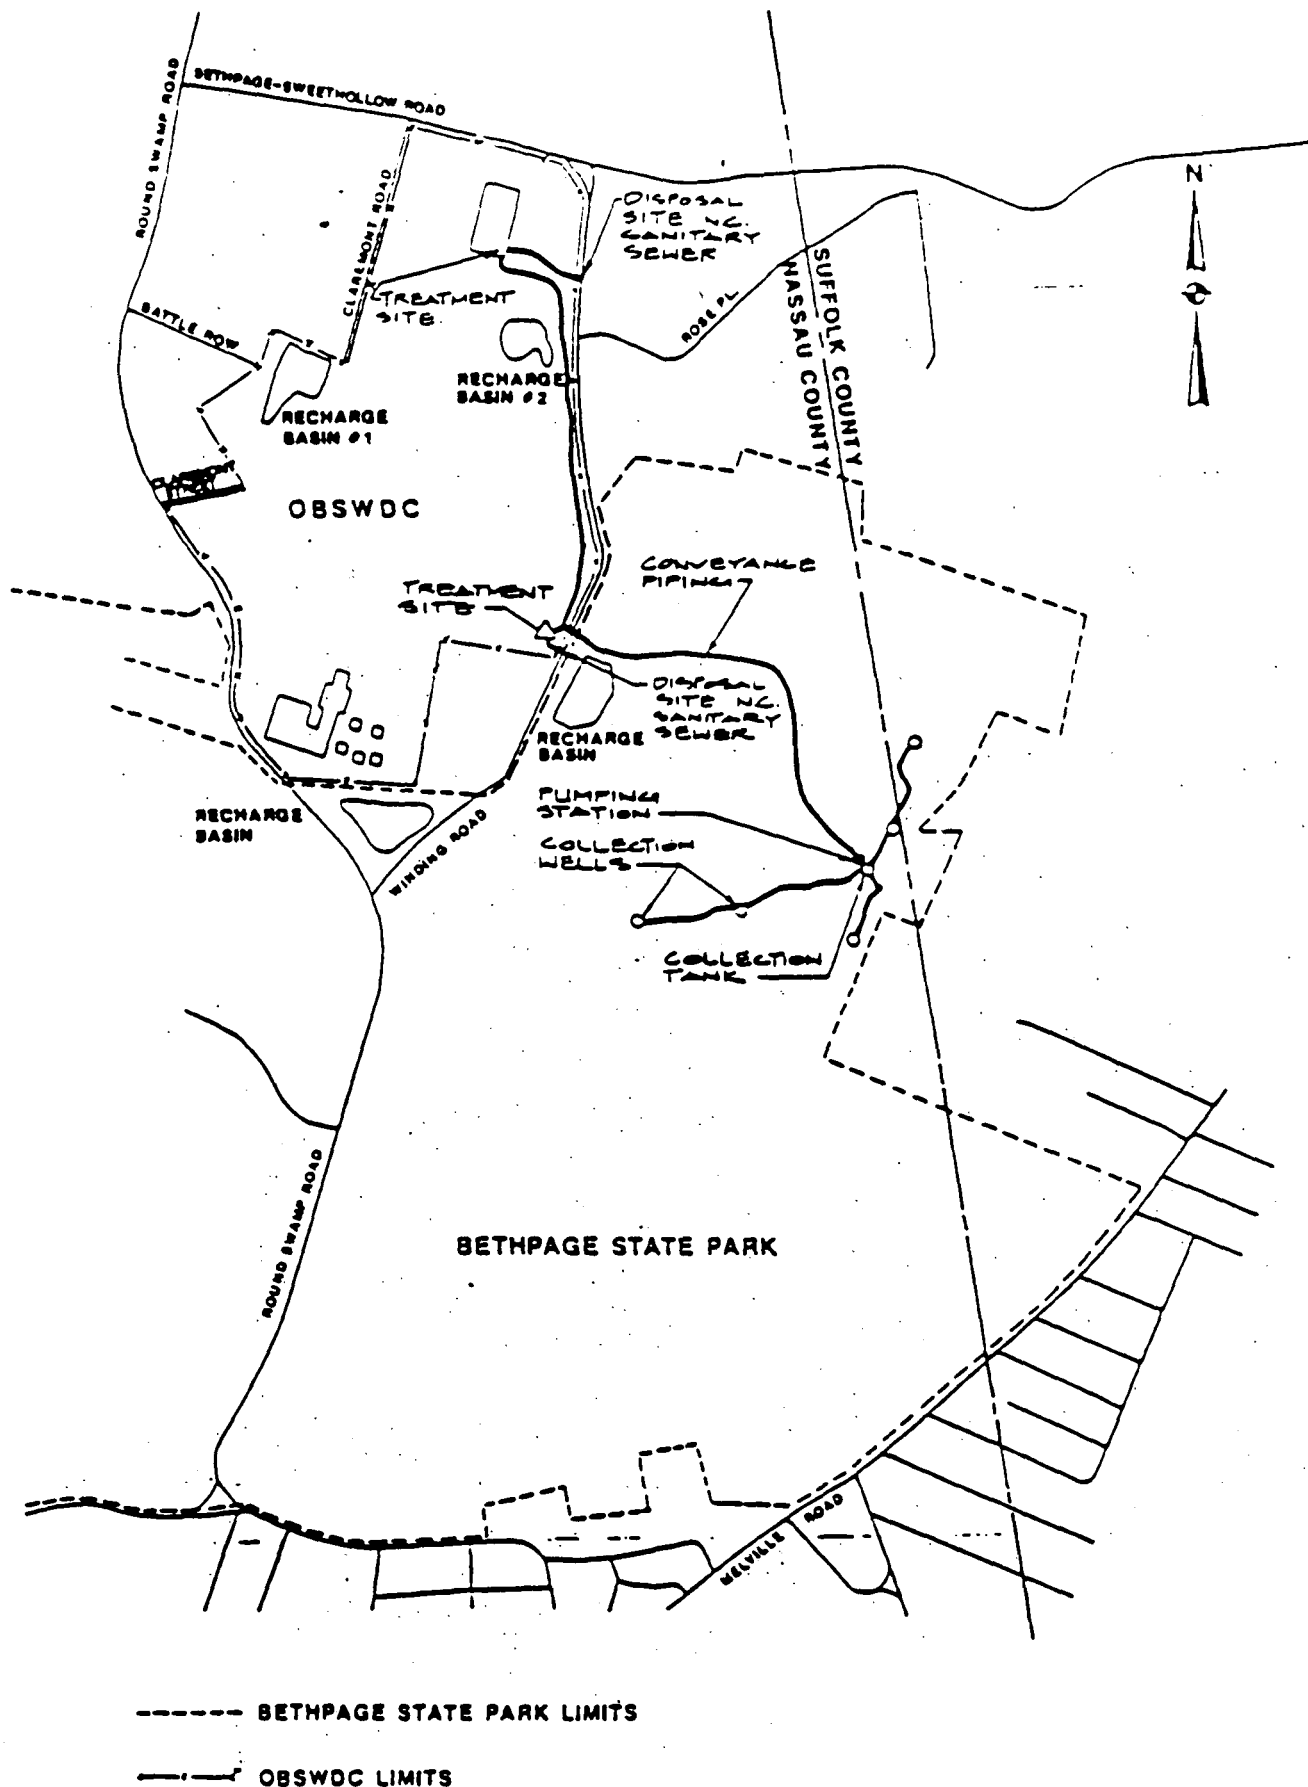 BETHPAGE-SWEETHOLLOW ROAD
ROUND SWAMP ROAD
CLAREMONT ROAD
N
DISPOSAL
SITE NC.
SANITARY
SEWER
SUFFOLK COUNTY
NASSAU COUNTY
TREATMENT
SITE
ROSE PL.
BATTLE ROW
RECHARGE
BASIN #2
RECHARGE
BASIN #1
CLAREMONT
OBSWDC
CONVEYANCE
PIPING
TREATMENT
SITE
DISPOSAL
SITE NC.
SANITARY
SEWER
RECHARGE
BASIN
PUMPING
STATION
RECHARGE
BASIN
WINDING ROAD
COLLECTION
WELLS
COLLECTION
TANK
ROUND SWAMP ROAD
BETHPAGE STATE PARK
MELVILLE ROAD
BETHPAGE STATE PARK LIMITS
OBSWDC LIMITS